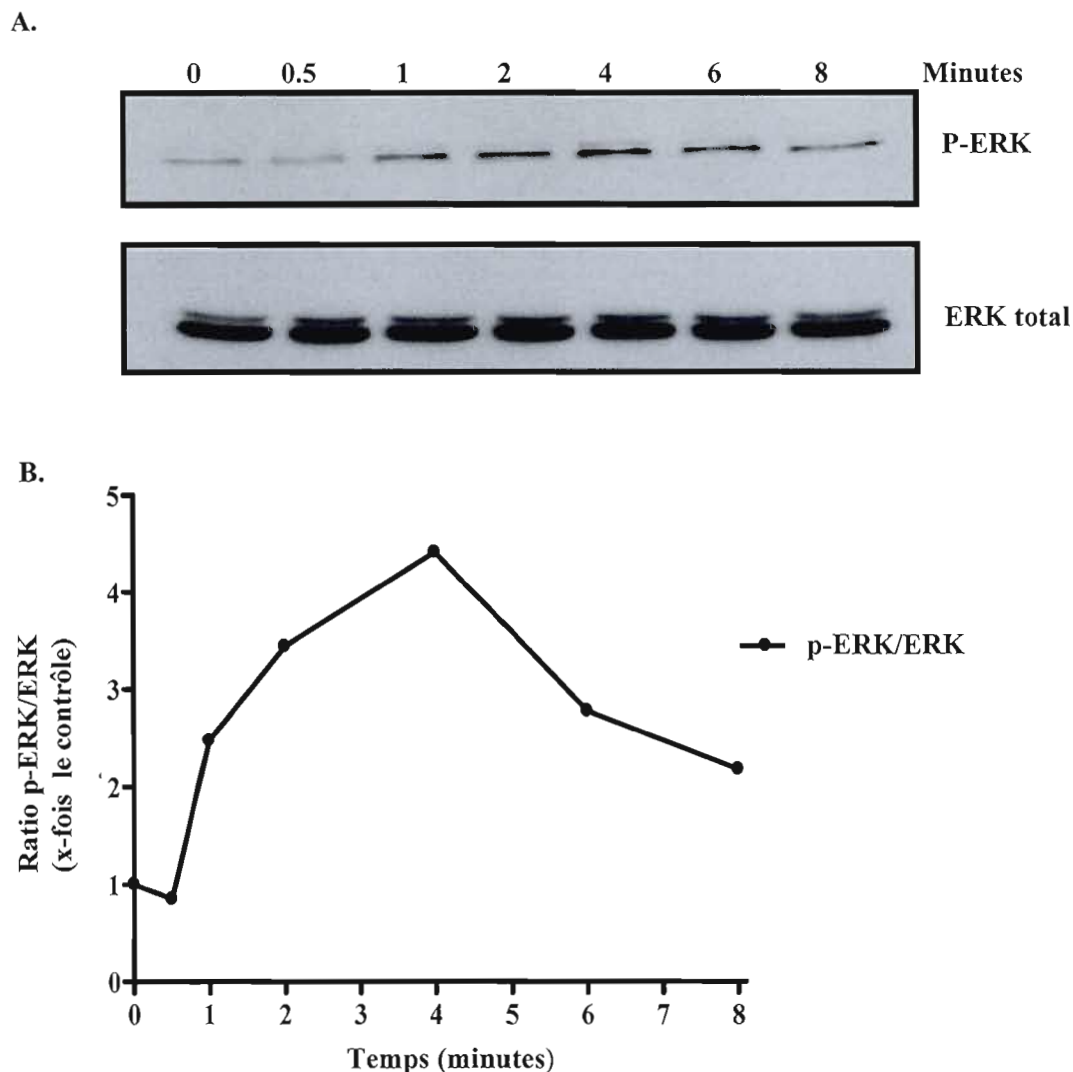 A.
0 0.5 1 2 4 6 8 Minutes
P-ERK
ERK total
B.
5
4
3
2
1
0
Ratio p-ERK/ERK
(x-fois le contrôle)
p-ERK/ERK
0 1 2 3 4 5 6 7 8
Temps (minutes)